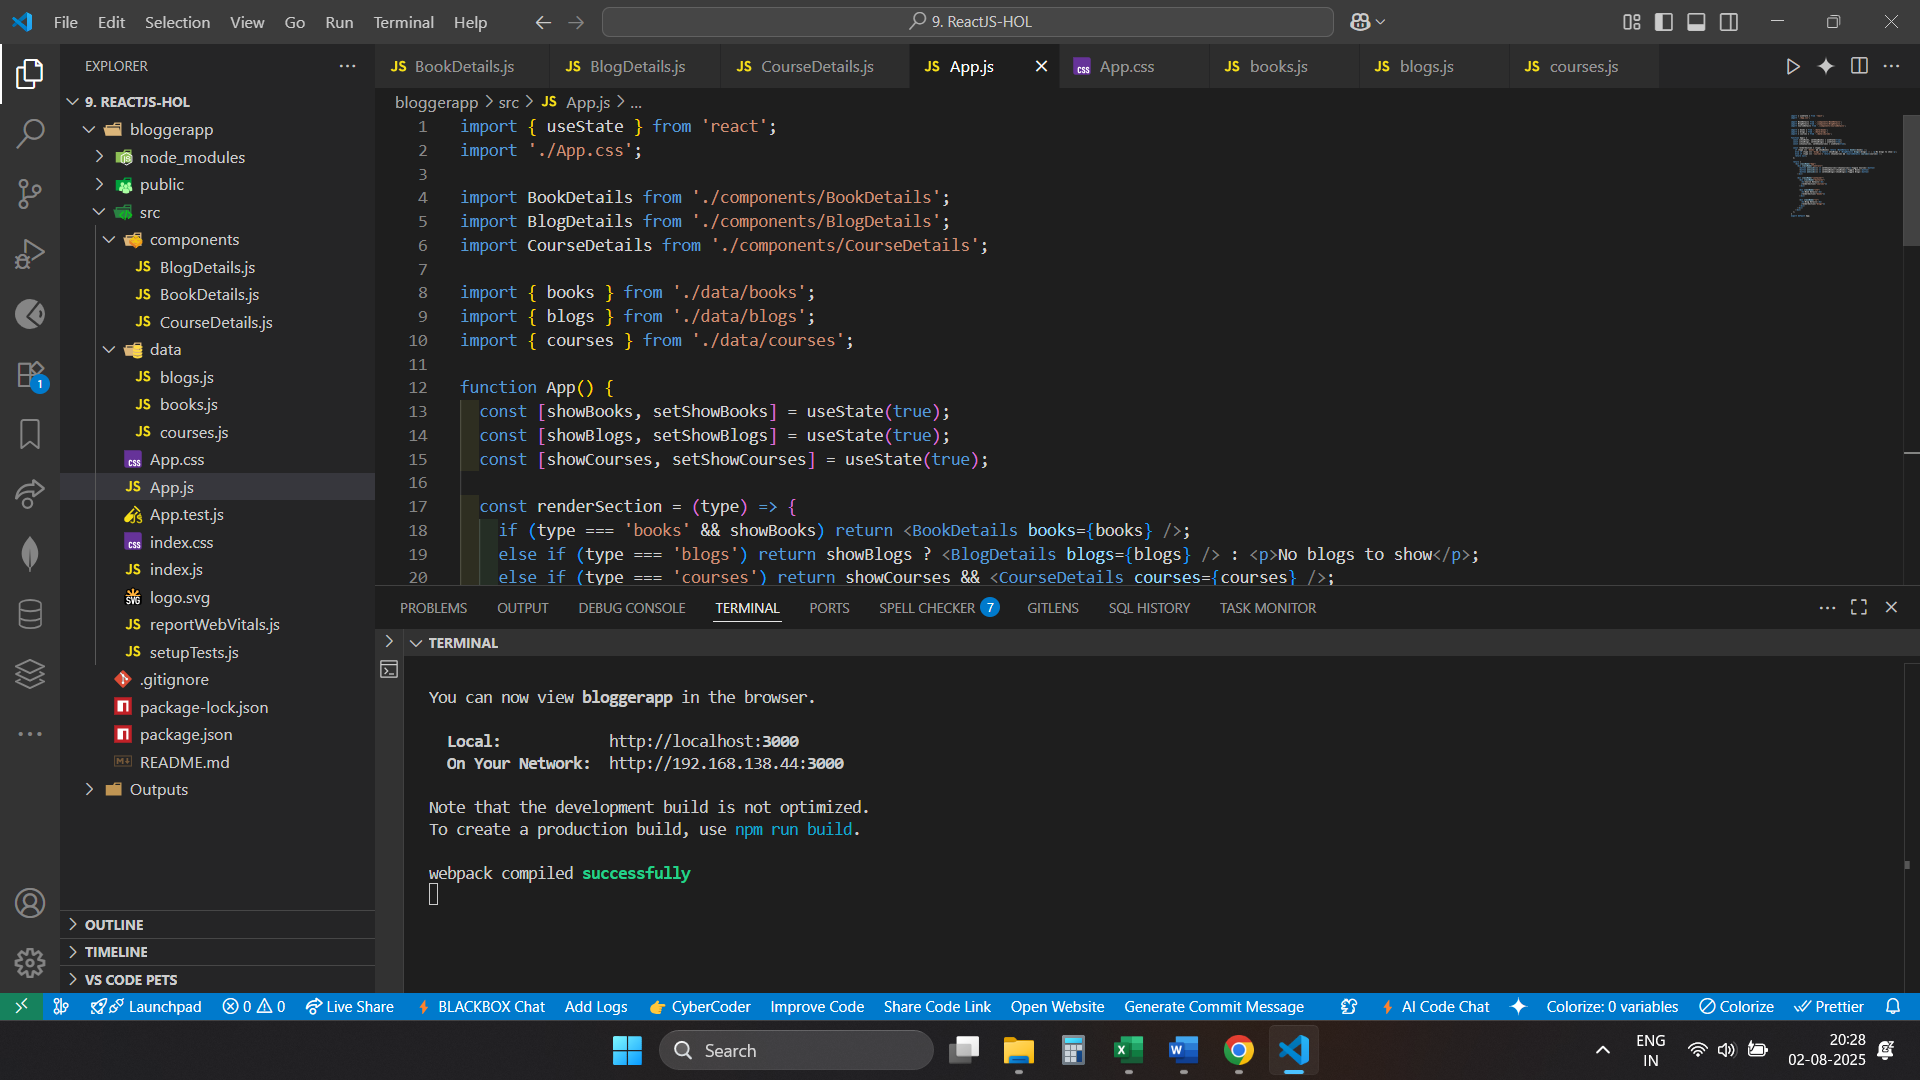 File Edit Selection View Go Run Terminal Help
9. ReactJS-HOL
EXPLORER
9. REACTJS-HOL
bloggerapp
node_modules
public
src
components
BlogDetails.js
BookDetails.js
CourseDetails.js
data
blogs.js
books.js
courses.js
App.css
App.js
App.test.js
index.css
index.js
logo.svg
reportWebVitals.js
setupTests.js
.gitignore
package-lock.json
package.json
README.md
Outputs
OUTLINE
TIMELINE
VS CODE PETS
1
BookDetails.js BlogDetails.js CourseDetails.js App.js App.css books.js blogs.js courses.js
bloggerapp > src > JS App.js > ...
1 import { useState } from 'react';
2 import './App.css';
3
4 import BookDetails from './components/BookDetails';
5 import BlogDetails from './components/BlogDetails';
6 import CourseDetails from './components/CourseDetails';
7
8 import { books } from './data/books';
9 import { blogs } from './data/blogs';
10 import { courses } from './data/courses';
11
12 function App() {
13 const [showBooks, setShowBooks] = useState(true);
14 const [showBlogs, setShowBlogs] = useState(true);
15 const [showCourses, setShowCourses] = useState(true);
16
17 const renderSection = (type) => {
18 if (type === 'books' && showBooks) return <BookDetails books={books} />;
19 else if (type === 'blogs') return showBlogs ? <BlogDetails blogs={blogs} /> : <p>No blogs to show</p>;
20 else if (type === 'courses') return showCourses && <CourseDetails courses={courses} />;
PROBLEMS OUTPUT DEBUG CONSOLE TERMINAL PORTS SPELL CHECKER 7 GITLENS SQL HISTORY TASK MONITOR
TERMINAL
You can now view bloggerapp in the browser.
Local: http://localhost:3000
On Your Network: http://192.168.138.44:3000
Note that the development build is not optimized.
To create a production build, use npm run build.
webpack compiled successfully
Launchpad 0 0 Live Share BLACKBOX Chat Add Logs CyberCoder Improve Code Share Code Link Open Website Generate Commit Message AI Code Chat Colorize: 0 variables Colorize Prettier
Search
ENG
IN
20:28
02-08-2025